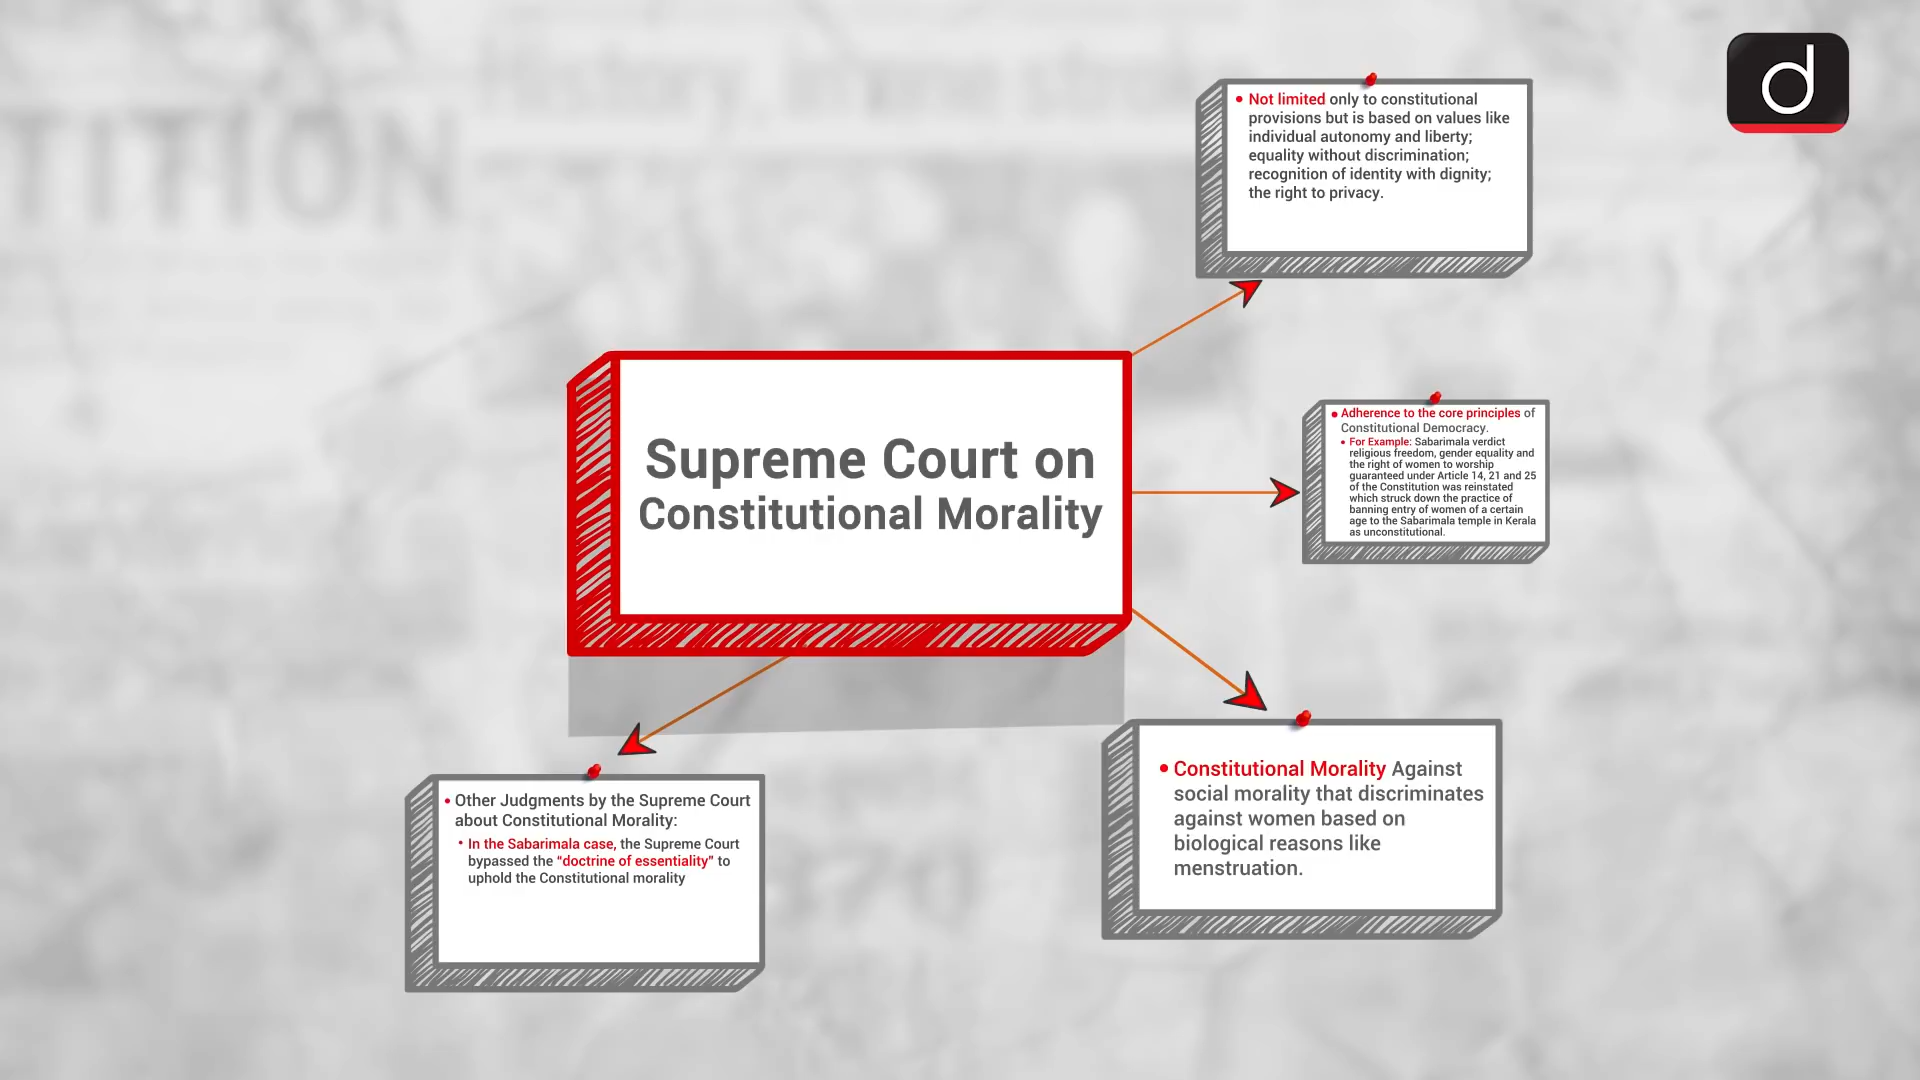 TITION
d
• Not limited only to constitutional
provisions but is based on values like
individual autonomy and liberty;
equality without discrimination;
recognition of identity with dignity;
the right to privacy.
Supreme Court on
Constitutional Morality
• Adherence to the core principles of
Constitutional Democracy.
• For Example: Sabarimala verdict
religious freedom, gender equality and
the right of women to worship
guaranteed under Article 14, 21 and 25
of the Constitution was reinstated
which struck down the practice of
banning entry of women of a certain
age to the Sabarimala temple in Kerala
as unconstitutional.
• Constitutional Morality Against
social morality that discriminates
against women based on
biological reasons like
menstruation.
• Other Judgments by the Supreme Court
about Constitutional Morality:
• In the Sabarimala case, the Supreme Court
bypassed the “doctrine of essentiality” to
uphold the Constitutional morality